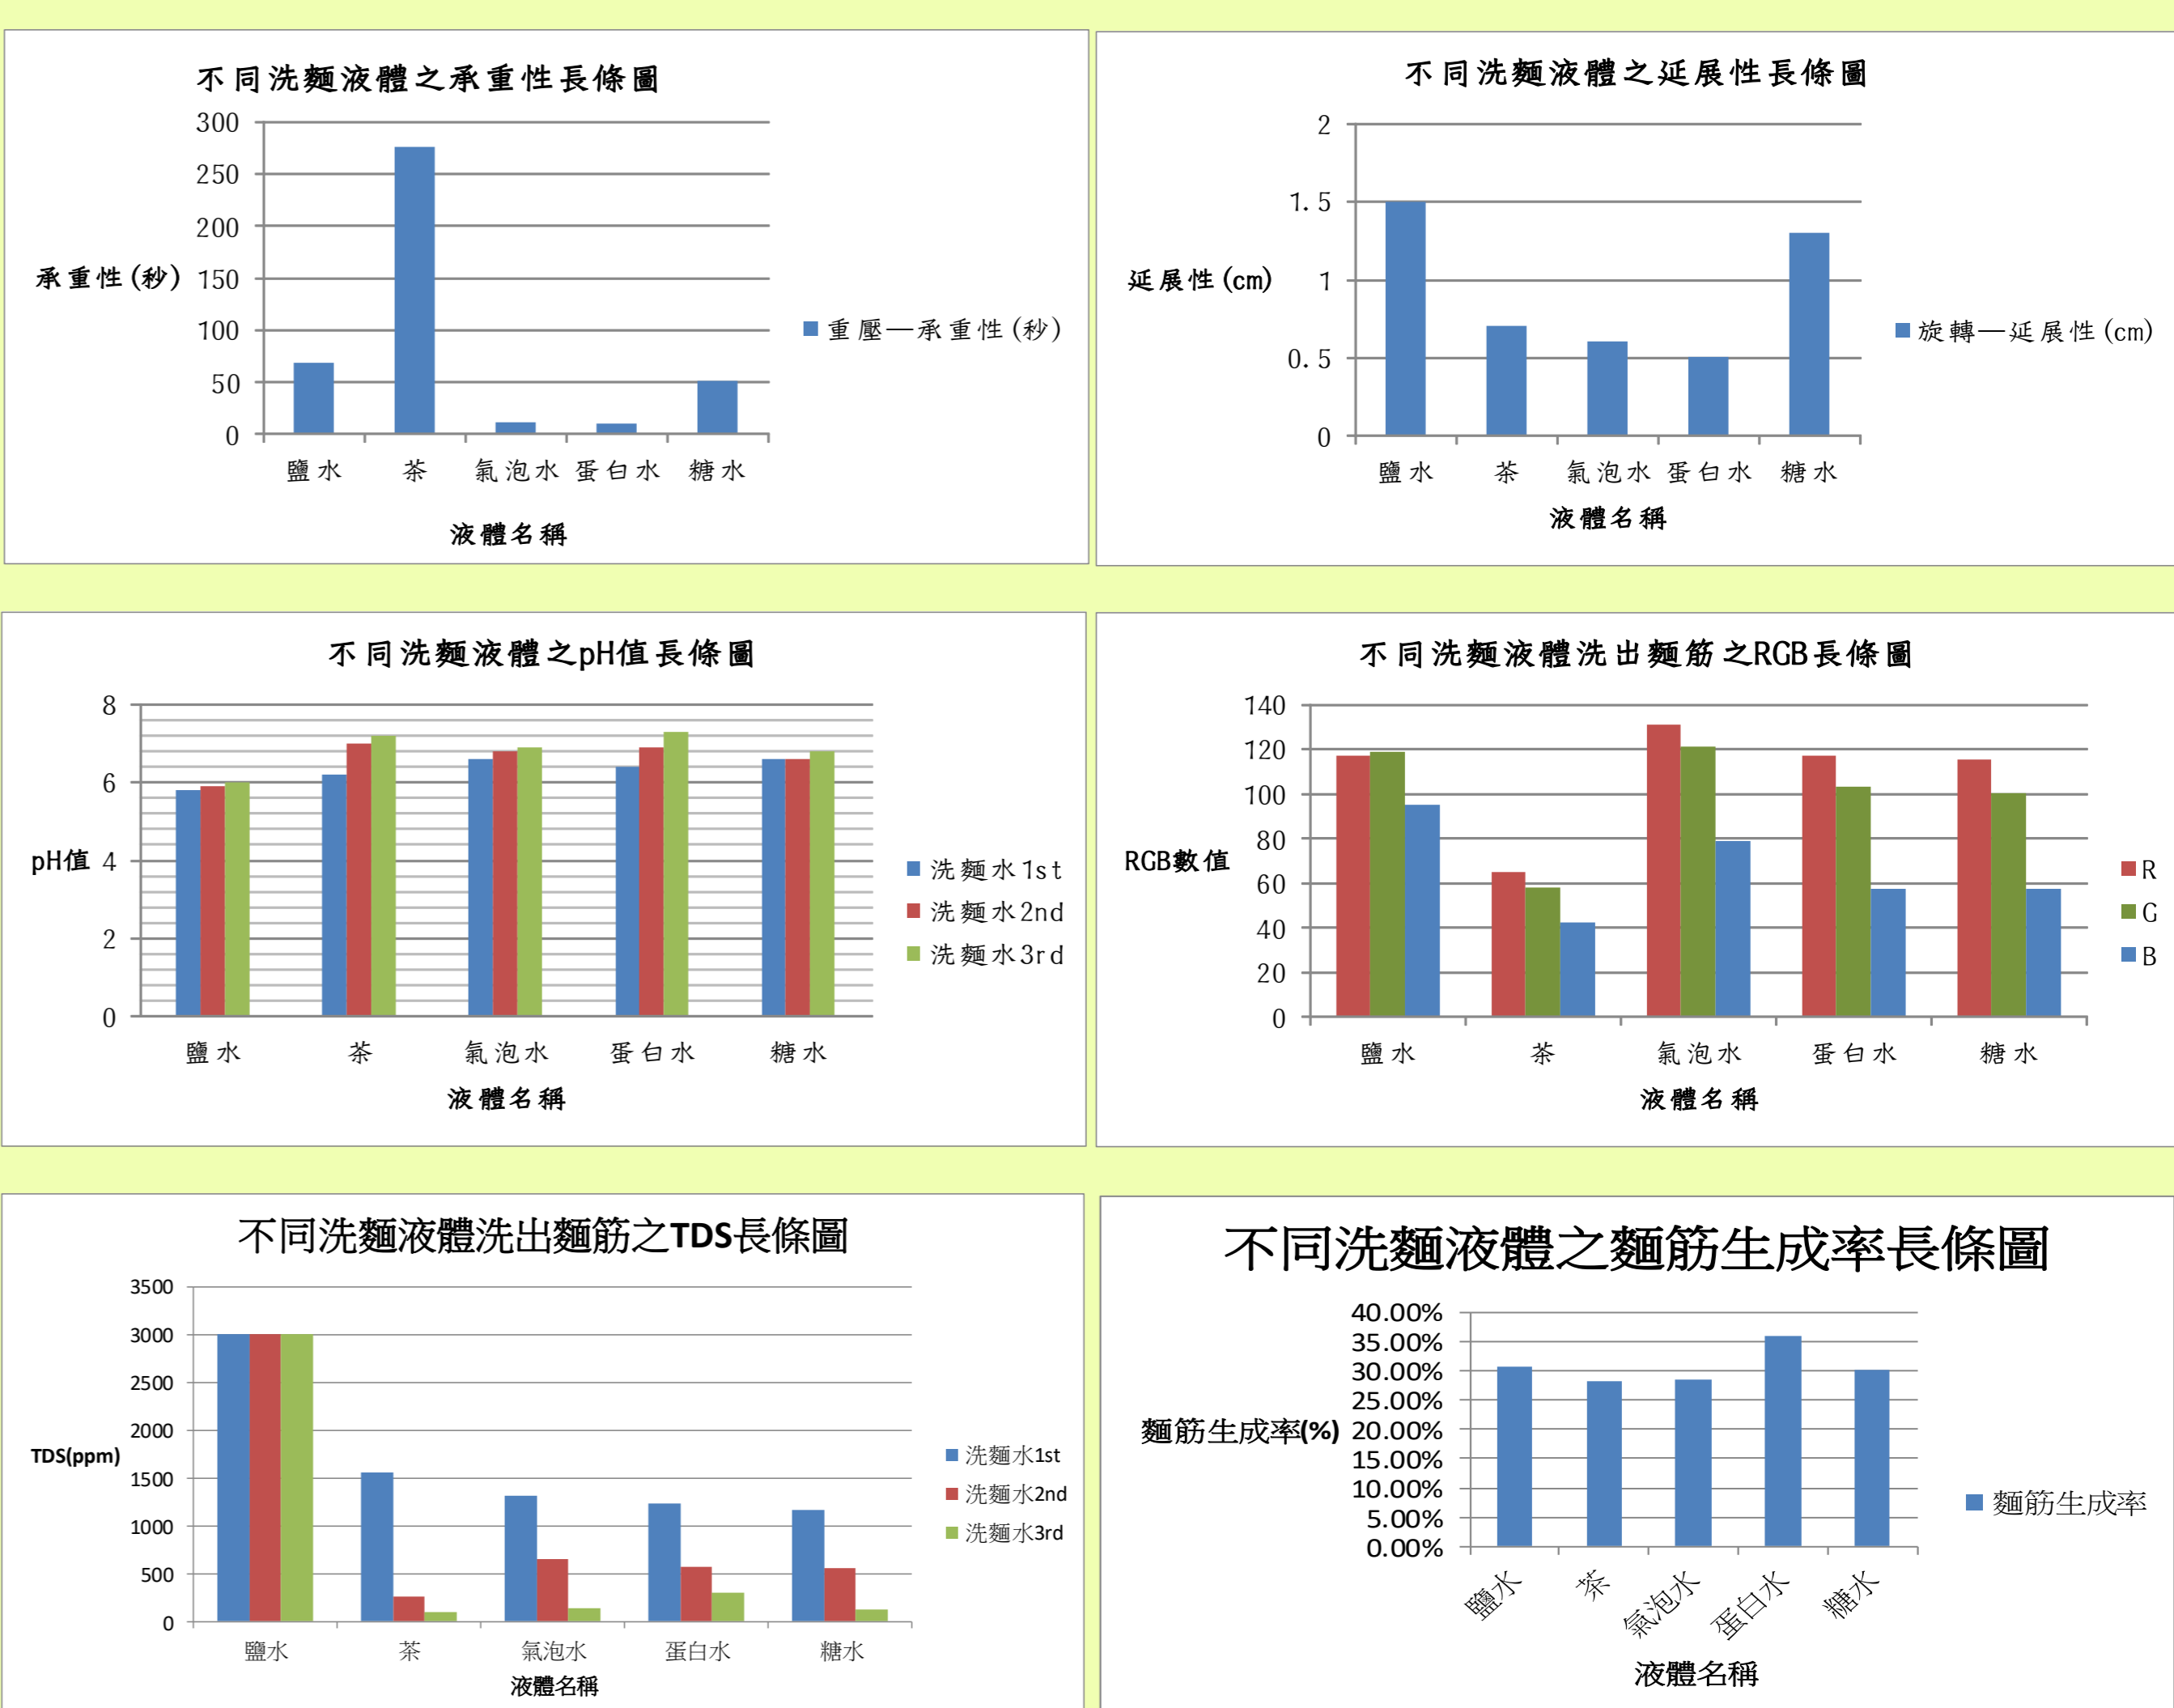 不同洗麵液體之承重性長條圖
300
250
200
承重性(秒) 150
100
50
0
重壓—承重性(秒)
鹽水 茶 氣泡水 蛋白水 糖水
液體名稱
不同洗麵液體之延展性長條圖
2
1.5
延展性(cm) 1
0.5
0
旋轉—延展性(cm)
鹽水 茶 氣泡水 蛋白水 糖水
液體名稱
不同洗麵液體之pH值長條圖
8
6
pH值 4
2
0
洗麵水1st
洗麵水2nd
洗麵水3rd
鹽水 茶 氣泡水 蛋白水 糖水
液體名稱
不同洗麵液體洗出麵筋之RGB長條圖
140
120
100
80
RGB數值
60
40
20
0
R
G
B
鹽水 茶 氣泡水 蛋白水 糖水
液體名稱
不同洗麵液體洗出麵筋之TDS長條圖
3500
3000
2500
2000
TDS(ppm)
1500
1000
500
0
洗麵水1st
洗麵水2nd
洗麵水3rd
鹽水 茶 氣泡水 蛋白水 糖水
液體名稱
不同洗麵液體之麵筋生成率長條圖
40.00%
35.00%
30.00%
25.00%
麵筋生成率(%) 20.00%
15.00%
10.00%
5.00%
0.00%
麵筋生成率
鹽水 茶 氣泡水 蛋白水 糖水
液體名稱